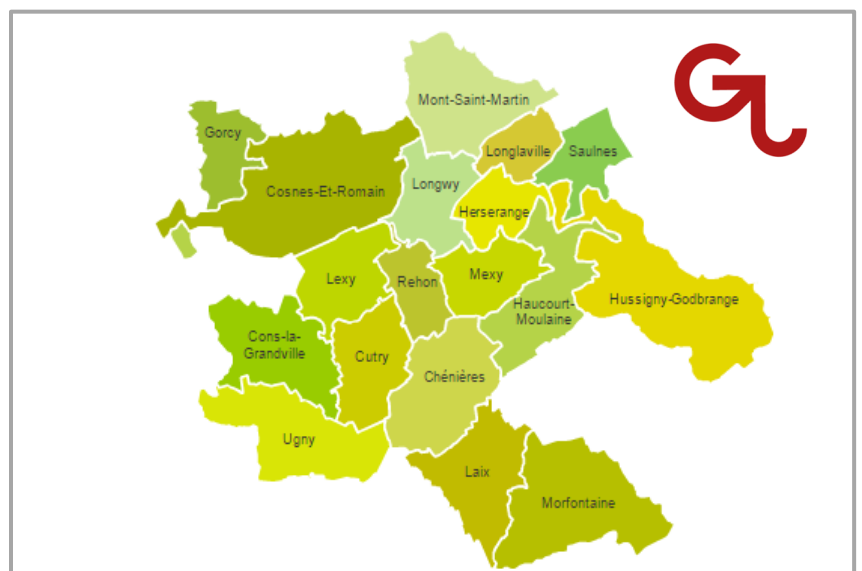 Mont-Saint-Martin
Gorcy
Longlaville
Saulnes
Cosnes-Et-Romain
Longwy
Herserange
Lexy
Rehon
Mexy
Haucourt-
Moulaine
Hussigny-Godbrange
Cons-la-
Grandville
Cutry
Chénières
Ugny
Laix
Morfontaine